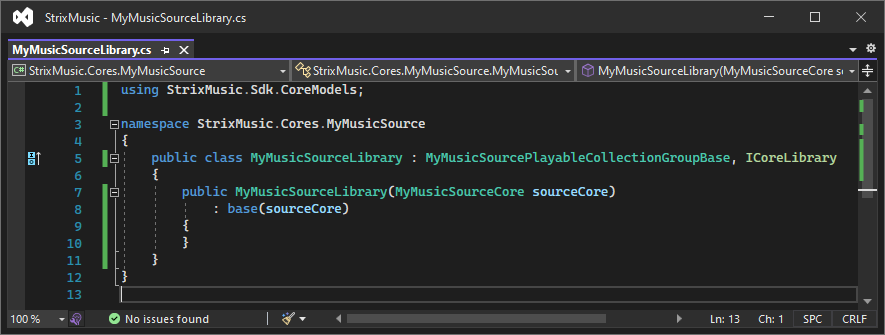 StrixMusic - MyMusicSourceLibrary.cs
MyMusicSourceLibrary.cs
StrixMusic.Cores.MyMusicSource
StrixMusic.Cores.MyMusicSource.MyMusicSou
MyMusicSourceLibrary(MyMusicSourceCore so
1 using StrixMusic.Sdk.CoreModels;
2
3 namespace StrixMusic.Cores.MyMusicSource
4 {
5 public class MyMusicSourceLibrary : MyMusicSourcePlayableCollectionGroupBase, ICoreLibrary
6 {
7 public MyMusicSourceLibrary(MyMusicSourceCore sourceCore)
8 : base(sourceCore)
9 {
10 }
11 }
12 }
13
100 % No issues found Ln: 13 Ch: 1 SPC CRLF